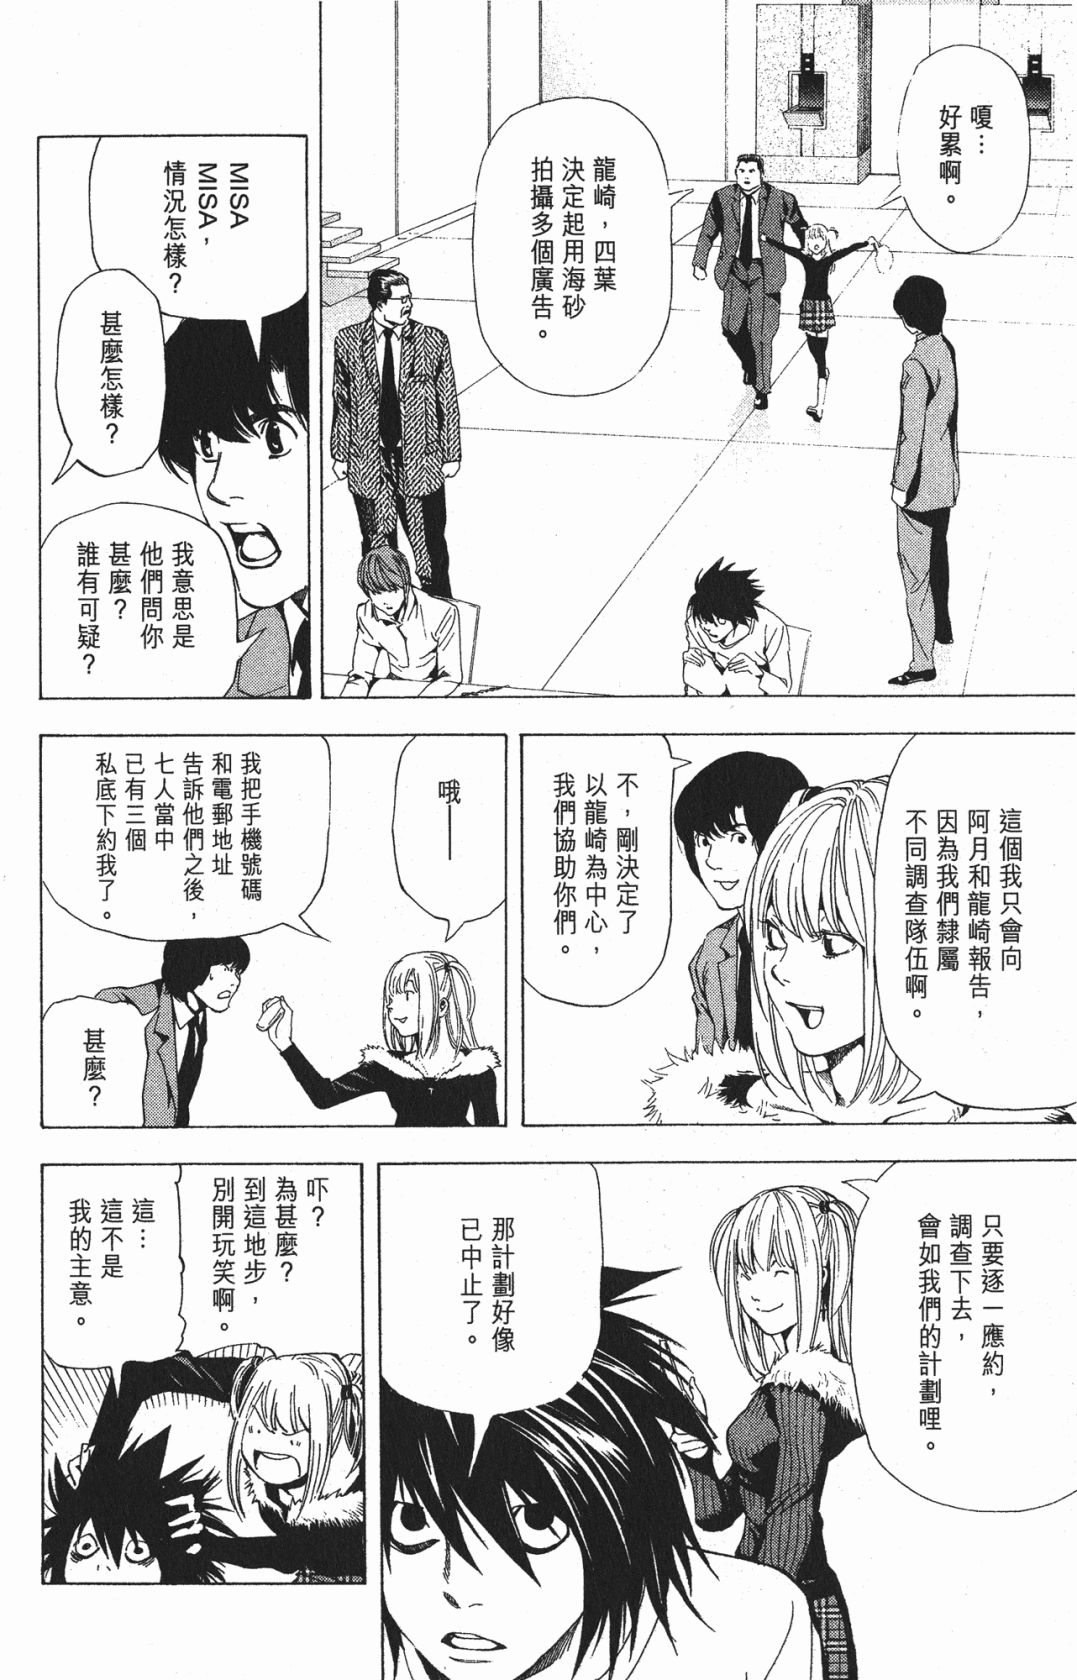 嗄…
好累啊。
龍崎，四葉
決定起用海砂
拍攝多個廣告。
MISA
MISA，
情況怎樣？
甚麼怎樣？
我意思是
他們問你
甚麼？
誰有可疑？
這個我只會向
阿月和龍崎報告，
因為我們隸屬
不同調查隊伍啊。
不，剛決定了
以龍崎為中心，
我們協助你們。
哦——
我把手機號碼
和電郵地址
告訴他們之後，
七人當中
已有三個
私底下約我了。
甚麼？
只要逐一應約，
調查下去，
會如我們的計劃哩。
那計劃好像
已中止了。
吓？
為甚麼？
到這地步，
別開玩笑啊。
這…
這不是
我的主意。